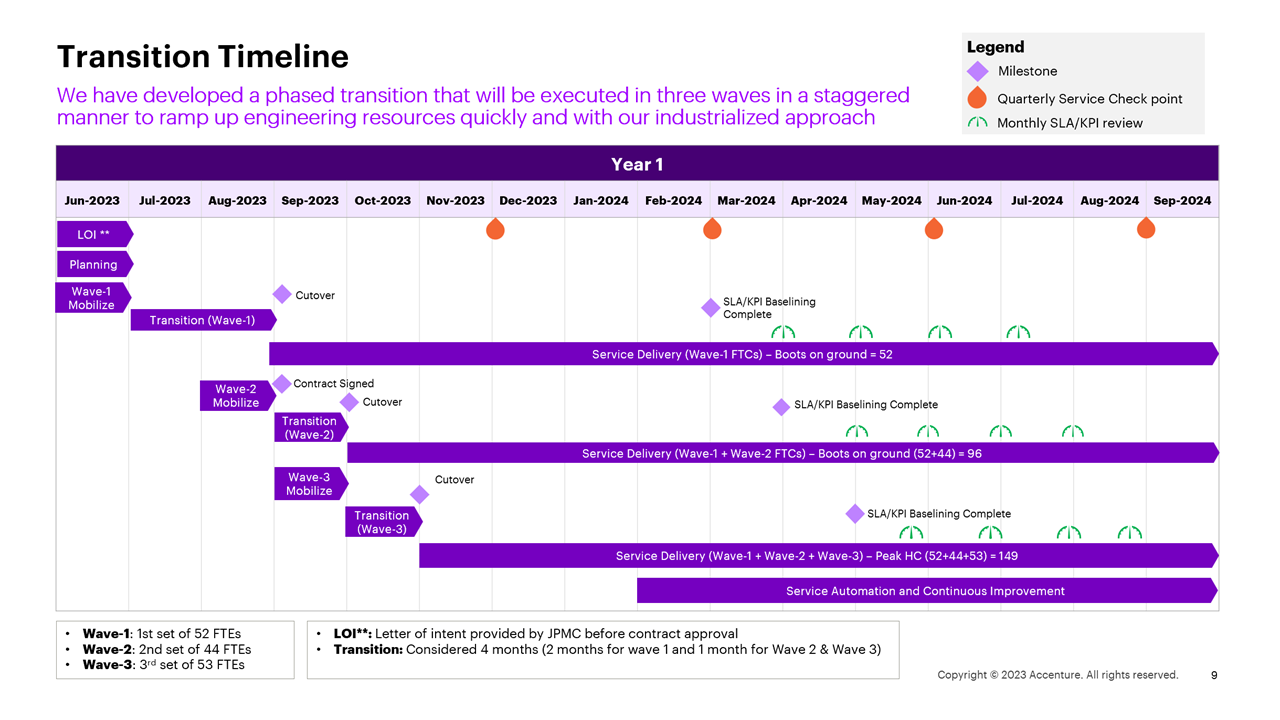 Transition Timeline
We have developed a phased transition that will be executed in three waves in a staggered
manner to ramp up engineering resources quickly and with our industrialized approach
Legend
Milestone
Quarterly Service Check point
Monthly SLA/KPI review
Year 1
Jun-2023 Jul-2023 Aug-2023 Sep-2023 Oct-2023 Nov-2023 Dec-2023 Jan-2024 Feb-2024 Mar-2024 Apr-2024 May-2024 Jun-2024 Jul-2024 Aug-2024 Sep-2024
LOI **
Planning
Wave-1
Mobilize
Cutover
SLA/KPI Baselining
Complete
Transition (Wave-1)
Service Delivery (Wave-1 FTCs) – Boots on ground = 52
Wave-2
Mobilize
Contract Signed
Cutover
SLA/KPI Baselining Complete
Transition
(Wave-2)
Service Delivery (Wave-1 + Wave-2 FTCs) – Boots on ground (52+44) = 96
Wave-3
Mobilize
Cutover
Transition
(Wave-3)
SLA/KPI Baselining Complete
Service Delivery (Wave-1 + Wave-2 + Wave-3) – Peak HC (52+44+53) = 149
Service Automation and Continuous Improvement
• Wave-1: 1st set of 52 FTEs
• Wave-2: 2nd set of 44 FTEs
• Wave-3: 3rd set of 53 FTEs
• LOI**: Letter of intent provided by JPMC before contract approval
• Transition: Considered 4 months (2 months for wave 1 and 1 month for Wave 2 & Wave 3)
Copyright © 2023 Accenture. All rights reserved. 9